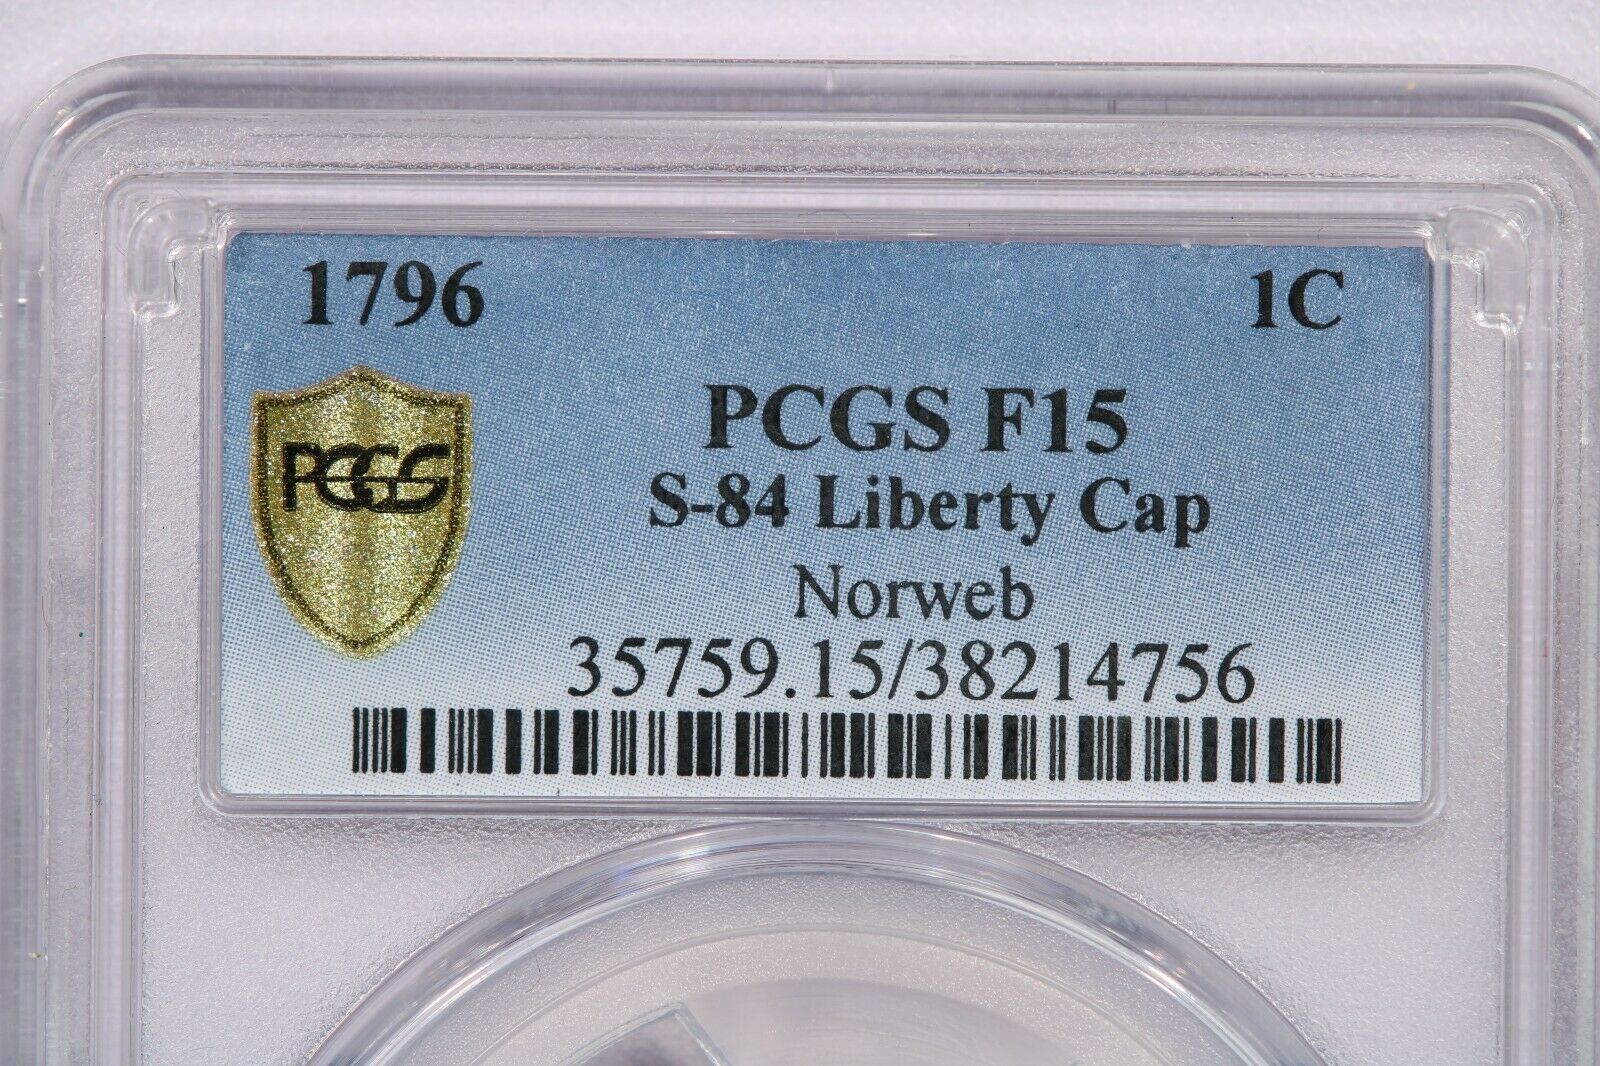 1796 1C
PCGS F15
PCGS
S-84 Liberty Cap
Norweb
35759.15/38214756